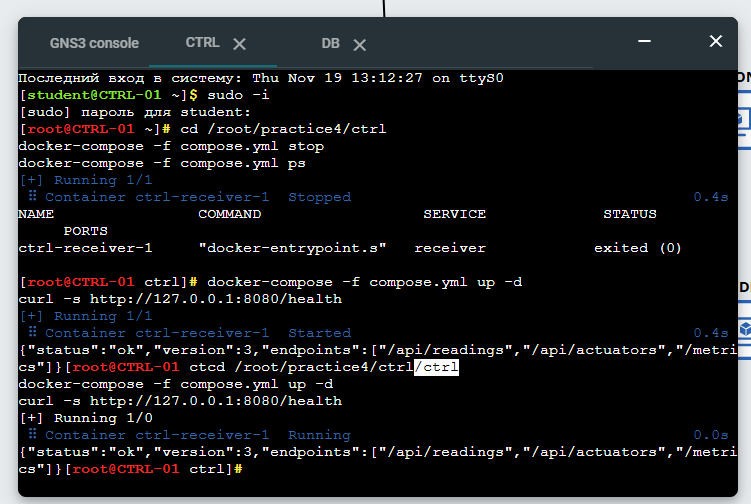 GNS3 console
CTRL
DB
Последний вход в систему: Thu Nov 19 13:12:27 on ttyS0
[student@CTRL-01 ~]$ sudo -i
[sudo] пароль для student:
[root@CTRL-01 ~]# cd /root/practice4/ctrl
docker-compose -f compose.yml stop
docker-compose -f compose.yml ps
[+] Running 1/1
⠿ Container ctrl-receiver-1  Stopped 0.4s
NAME COMMAND SERVICE STATUS
PORTS
ctrl-receiver-1 "docker-entrypoint.s" receiver exited (0)
[root@CTRL-01 ctrl]# docker-compose -f compose.yml up -d
curl -s http://127.0.0.1:8080/health
[+] Running 1/1
⠿ Container ctrl-receiver-1  Started 0.4s
{"status":"ok","version":3,"endpoints":["/api/readings","/api/actuators","/metri
cs"]}[root@CTRL-01 ctcd /root/practice4/ctrl/ctrl
docker-compose -f compose.yml up -d
curl -s http://127.0.0.1:8080/health
[+] Running 1/0
⠿ Container ctrl-receiver-1  Running 0.0s
{"status":"ok","version":3,"endpoints":["/api/readings","/api/actuators","/metri
cs"]}[root@CTRL-01 ctrl]#